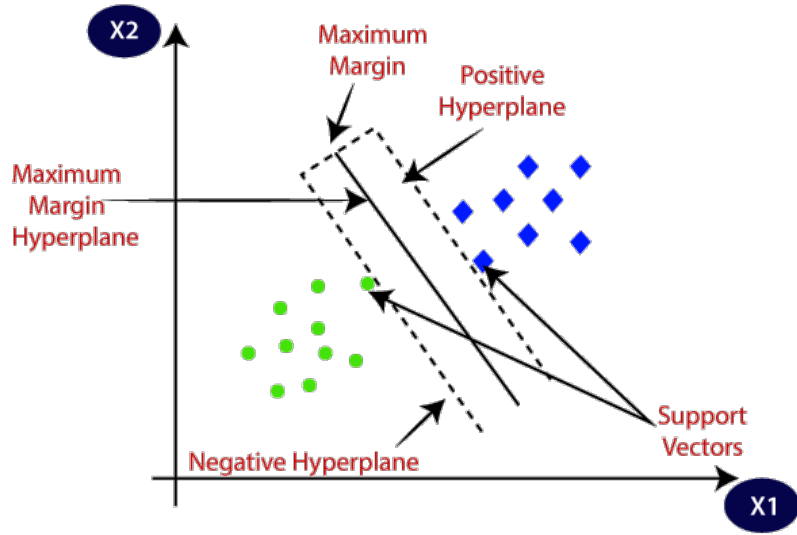 X2
Maximum
Margin
Positive
Hyperplane
Maximum
Margin
Hyperplane
Support
Vectors
Negative Hyperplane
X1